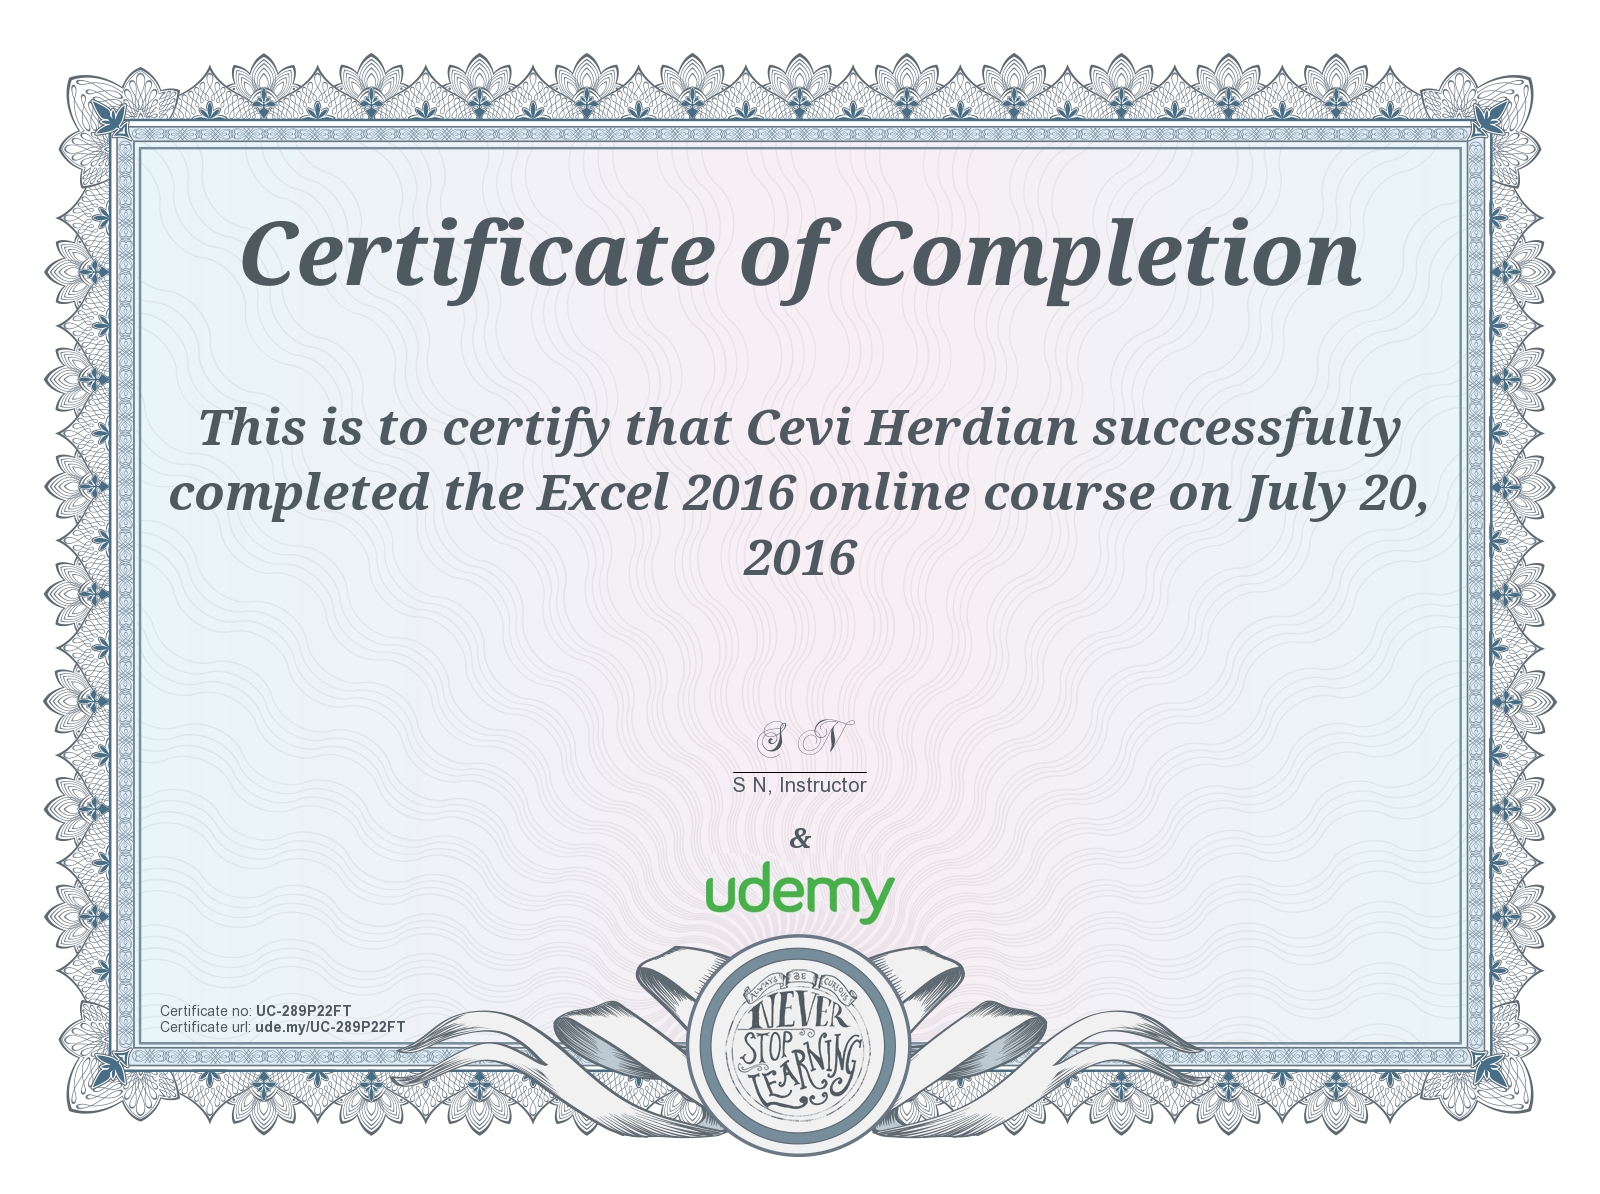 Certificate of Completion
This is to certify that Cevi Herdian successfully
completed the Excel 2016 online course on July 20,
2016
S N
S N, Instructor
&
udemy
Certificate no: UC-289P22FT
Certificate url: ude.my/UC-289P22FT
ALWAYS BE CURIOUS
NEVER
STOP
LEARNING